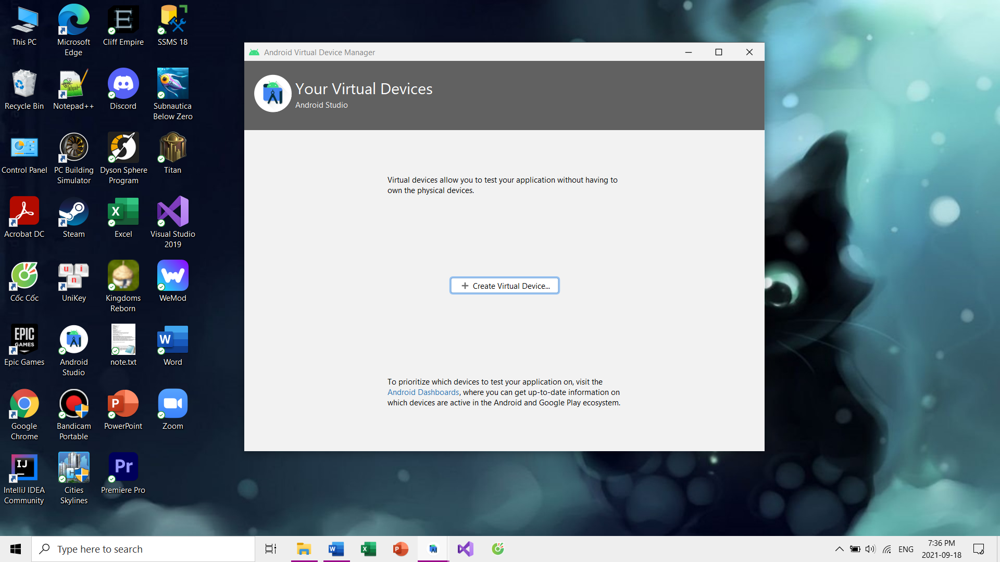 This PC
Microsoft
Edge
Cliff Empire
SSMS 18
Recycle Bin
Notepad++
Discord
Subnautica
Below Zero
Control Panel
PC Building
Simulator
Dyson Sphere
Program
Titan
Acrobat DC
Steam
Excel
Visual Studio
2019
Cốc Cốc
UniKey
Kingdoms
Reborn
WeMod
EPIC
GAMES
Epic Games
Android
Studio
note.txt
Word
Google
Chrome
Bandicam
Portable
PowerPoint
Zoom
IJ
IntelliJ IDEA
Community
Cities
Skylines
Pr
Premiere Pro
Android Virtual Device Manager
Your Virtual Devices
Android Studio
Virtual devices allow you to test your application without having to
own the physical devices.
Create Virtual Device...
To prioritize which devices to test your application on, visit the
Android Dashboards, where you can get up-to-date information on
which devices are active in the Android and Google Play ecosystem.
Type here to search
ENG
7:36 PM
2021-09-18